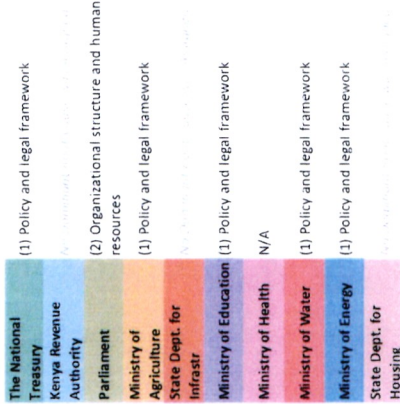 The National
Treasury
(1) Policy and legal framework
Kenya Revenue
Authority
Parliament
(2) Organizational structure and human
resources
Ministry of
Agriculture
(1) Policy and legal framework
State Dept. for
Infrastr
Ministry of Education
(1) Policy and legal framework
Ministry of Health
N/A
Ministry of Water
(1) Policy and legal framework
Ministry of Energy
(1) Policy and legal framework
State Dept. for
Housing